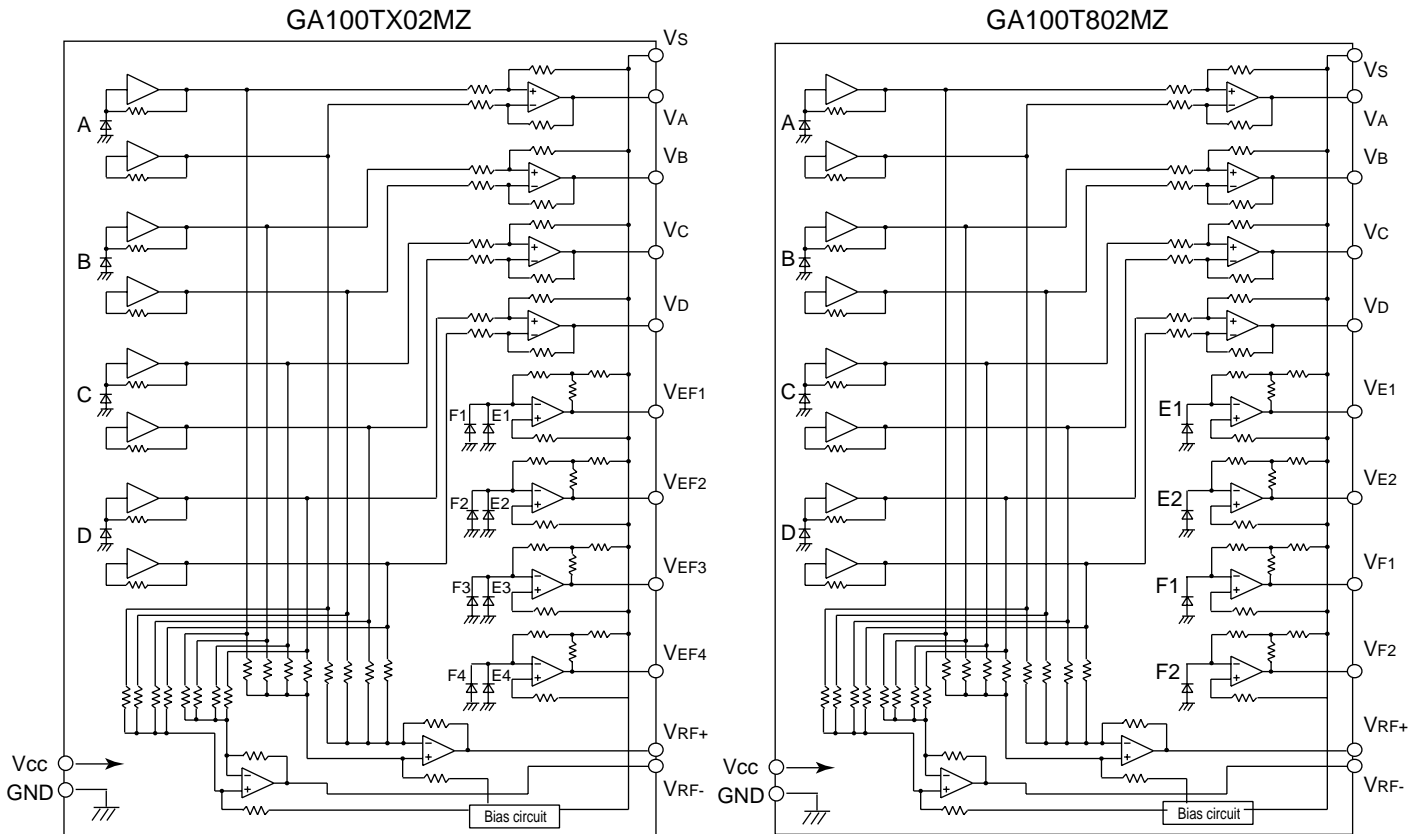 GA100TX02MZ
VS
A
+
−
VA
VB
+
−
B
VC
+
−
VD
+
−
C
VEF1
F1 E1
−
+
VEF2
F2 E2
−
+
D
VEF3
F3 E3
−
+
VEF4
F4 E4
−
+
VRF+
−
+
Vcc
−
+
VRF-
GND
Bias circuit
GA100T802MZ
VS
A
+
−
VA
VB
+
−
B
VC
+
−
VD
+
−
C
VE1
E1
−
+
VE2
E2
−
+
D
VF1
F1
−
+
VF2
F2
−
+
VRF+
−
+
Vcc
−
+
VRF-
GND
Bias circuit